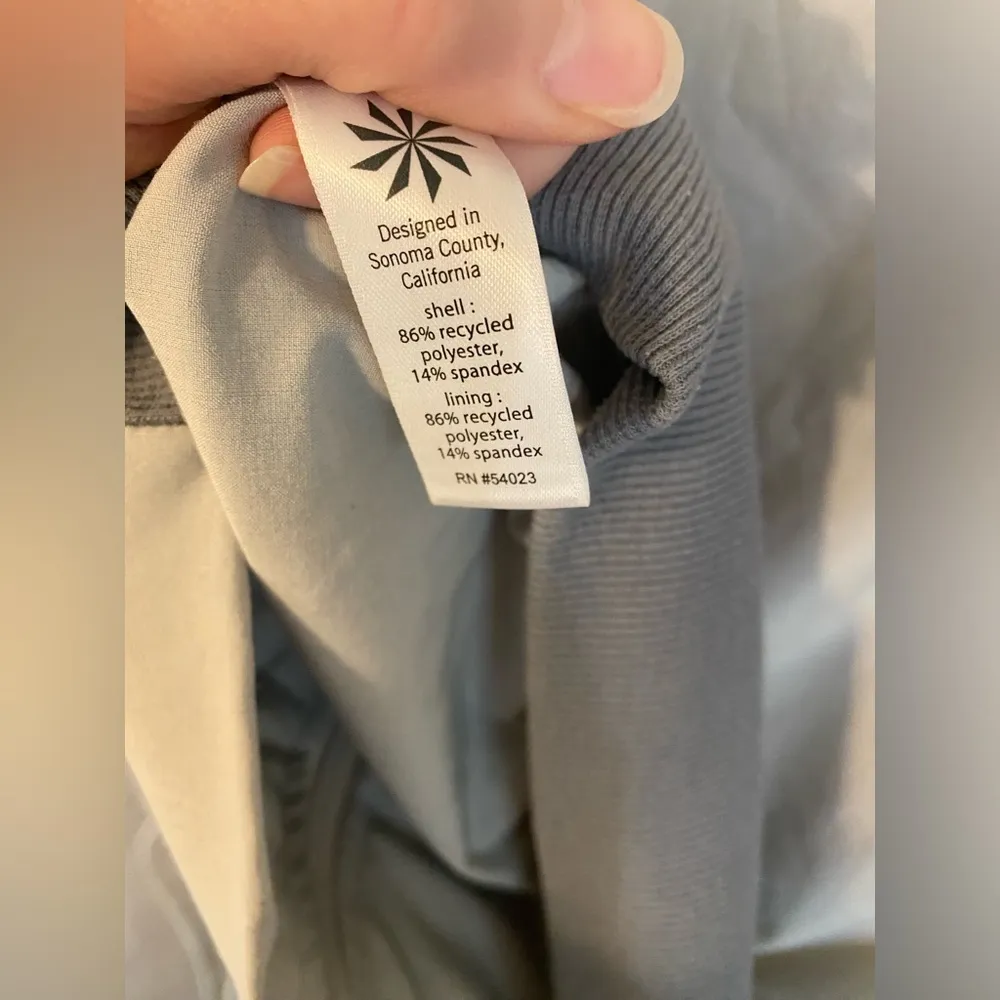 Designed in
Sonoma County,
California
shell :
86% recycled
polyester,
14% spandex
lining :
86% recycled
polyester,
14% spandex
RN #54023